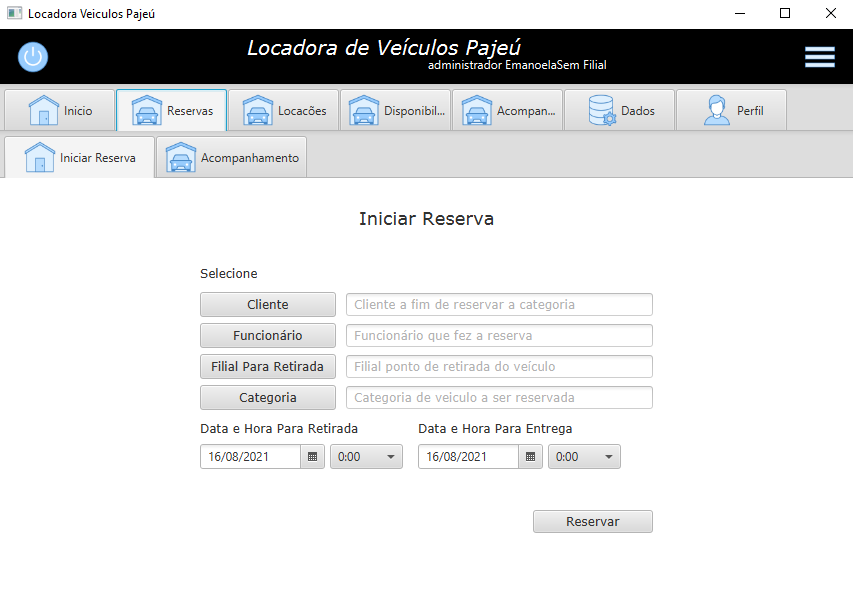 Locadora Veiculos Pajeú
Locadora de Veículos Pajeú
administrador EmanoelaSem Filial
Inicio
Reservas
Locacões
Disponibil...
Acompan...
Dados
Perfil
Iniciar Reserva
Acompanhamento
Iniciar Reserva
Selecione
Cliente
Cliente a fim de reservar a categoria
Funcionário
Funcionário que fez a reserva
Filial Para Retirada
Filial ponto de retirada do veículo
Categoria
Categoria de veiculo a ser reservada
Data e Hora Para Retirada
Data e Hora Para Entrega
16/08/2021
0:00
16/08/2021
0:00
Reservar